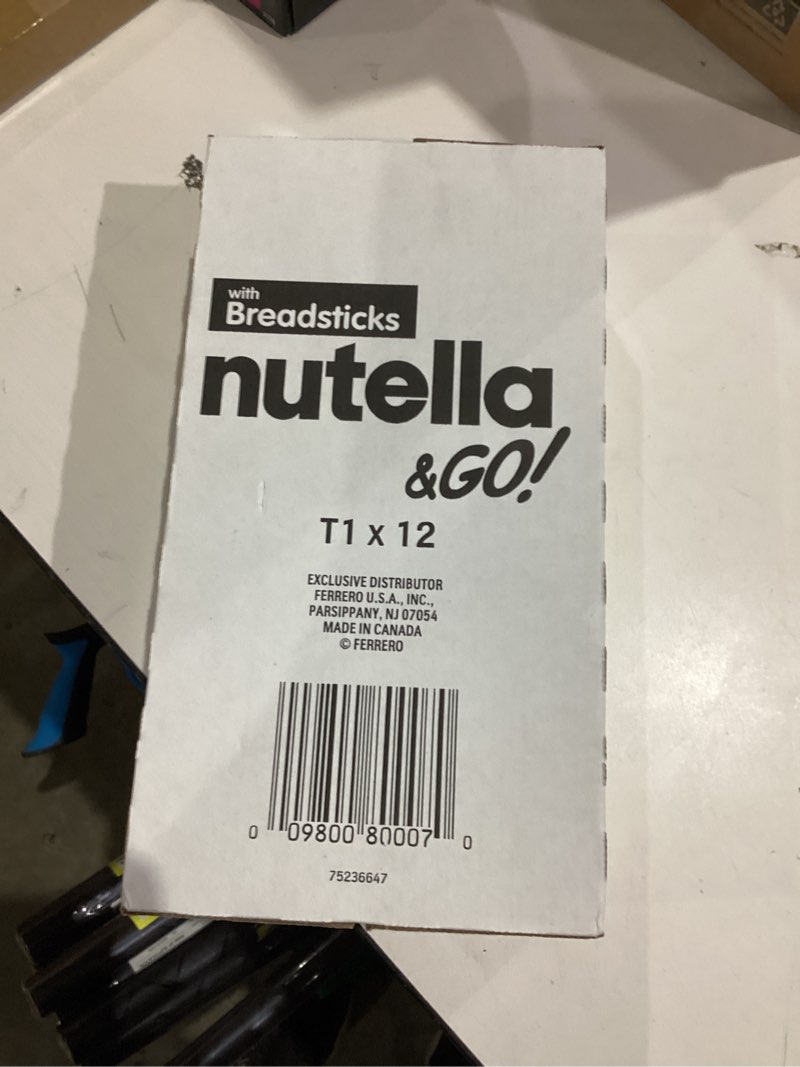 with
Breadsticks
nutella
&GO!
T1 x 12
EXCLUSIVE DISTRIBUTOR
FERRERO U.S.A., INC.,
PARSIPPANY, NJ 07054
MADE IN CANADA
© FERRERO
0 09800 80007 0
75236647